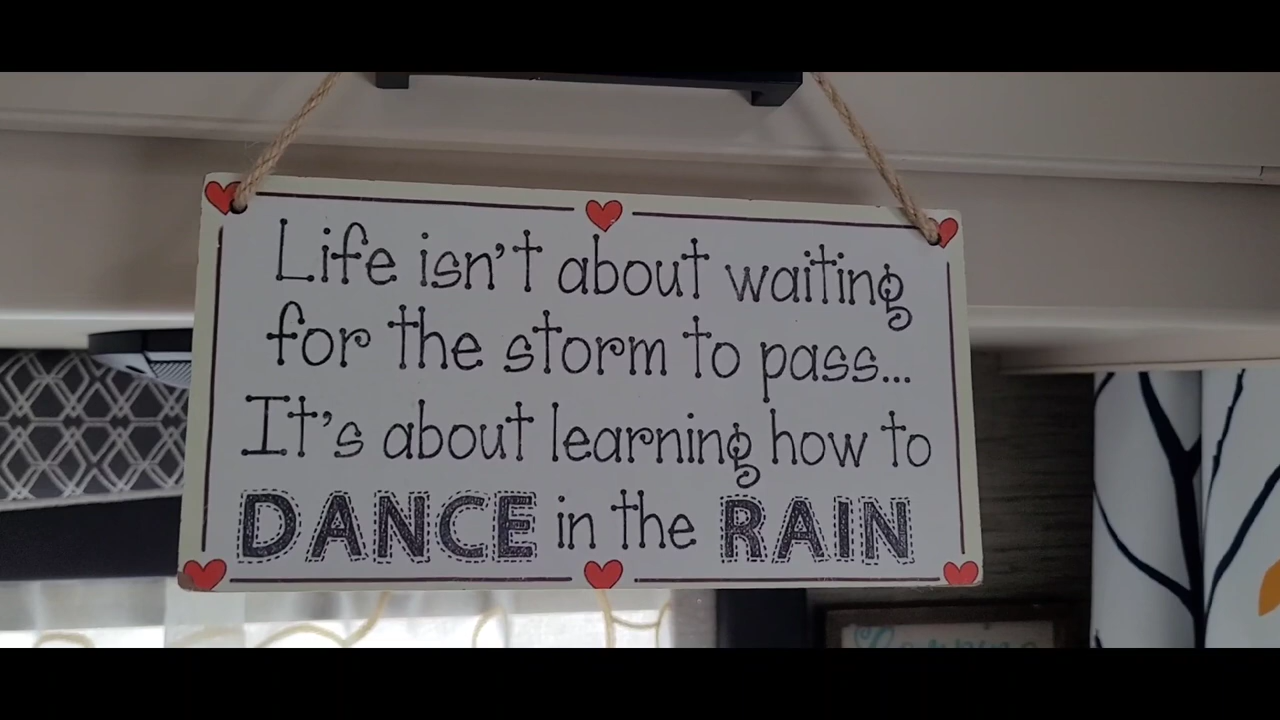 Life isn't about waiting
for the storm to pass...
It's about learning how to
DANCE in the RAIN